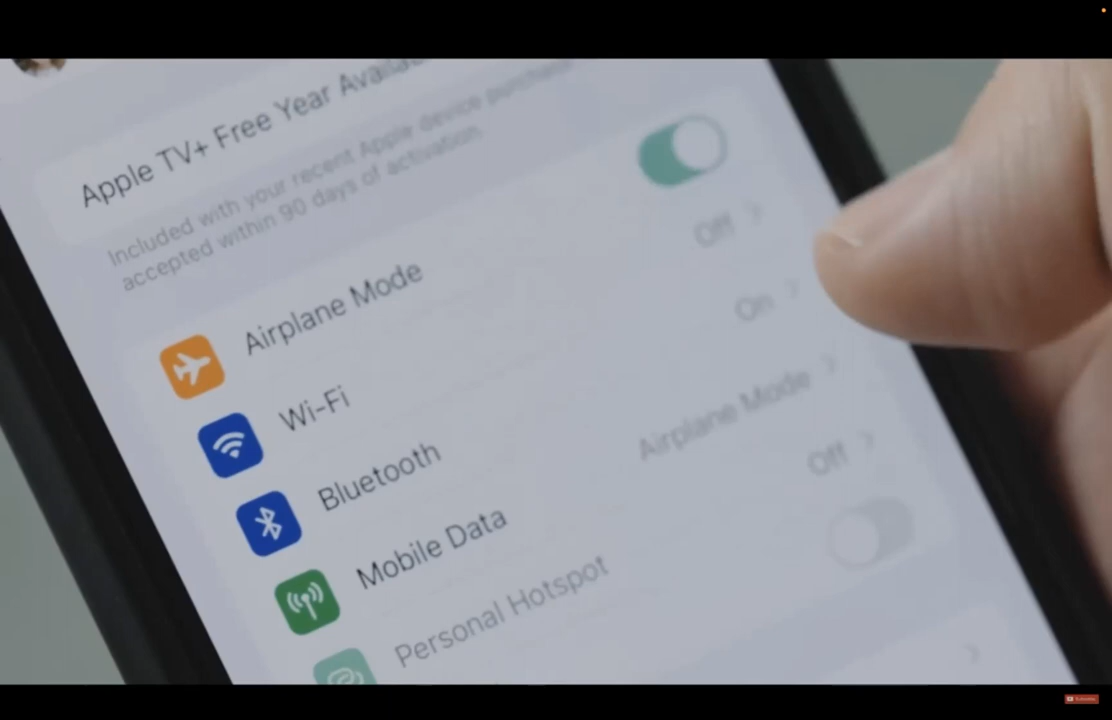 Apple TV+ Free Year Availab
Included with your recent Apple device purchase
accepted within 90 days of activation.
Airplane Mode
Wi-Fi Off
Bluetooth On
Mobile Data Airplane Mode
Personal Hotspot Off